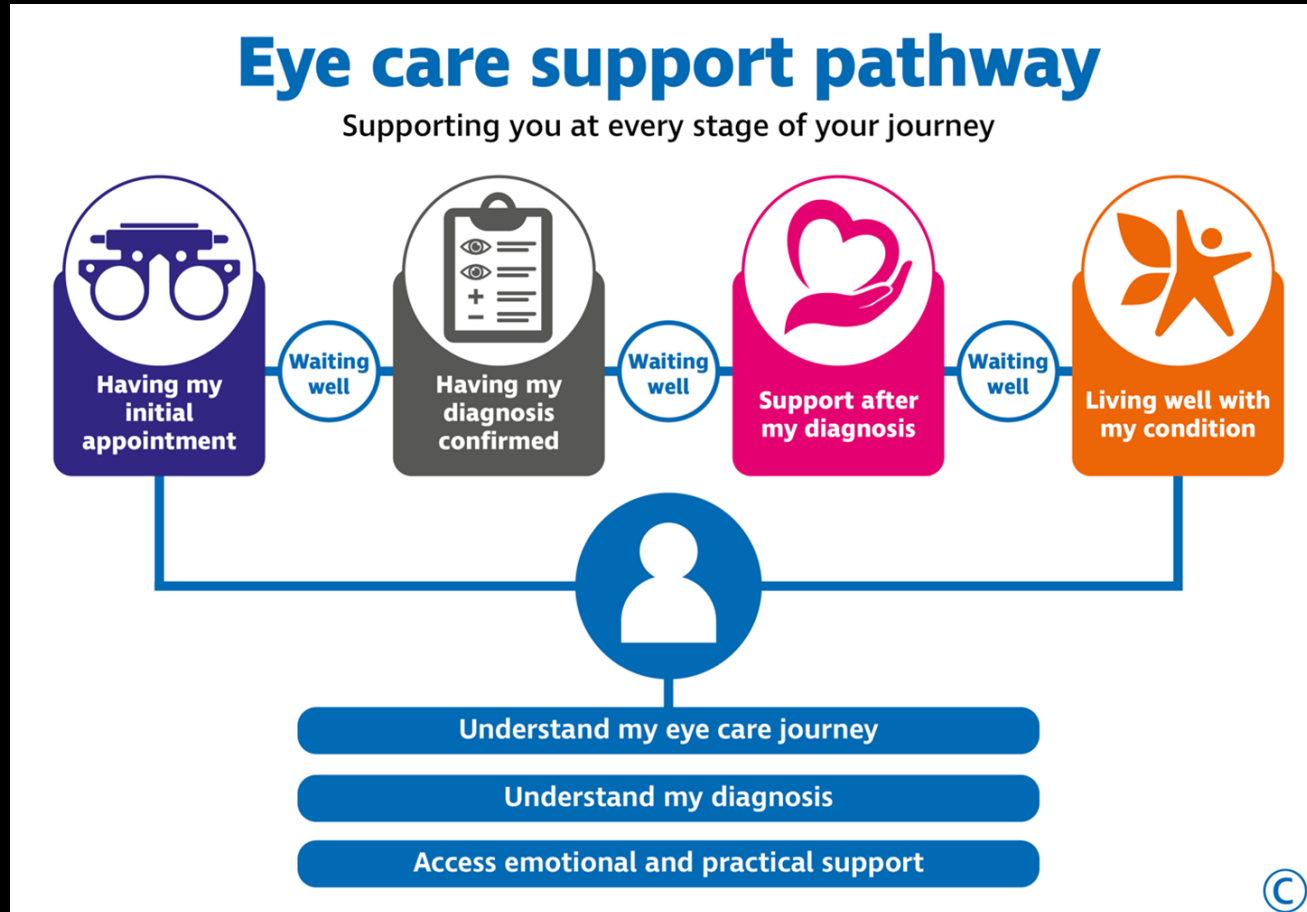 Eye care support pathway
Supporting you at every stage of your journey
Having my
initial
appointment
Waiting
well
Having my
diagnosis
confirmed
Waiting
well
Support after
my diagnosis
Waiting
well
Living well with
my condition
Understand my eye care journey
Understand my diagnosis
Access emotional and practical support
©